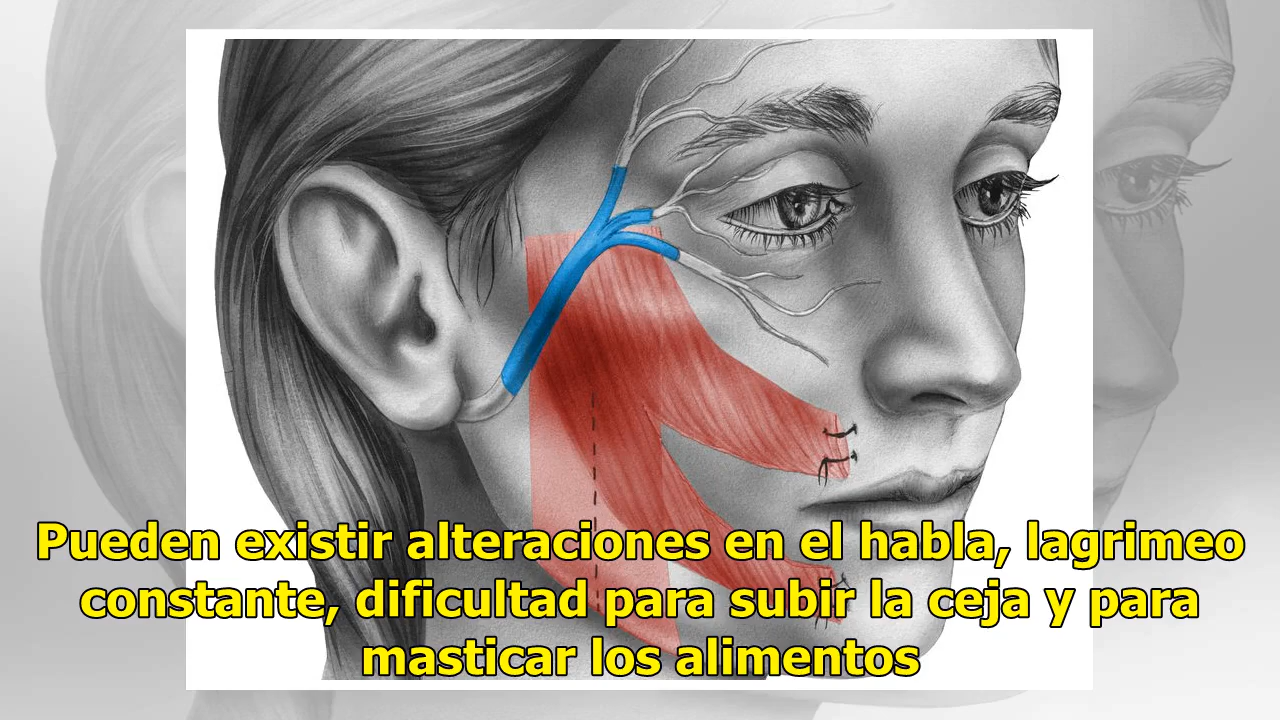 Pueden existir alteraciones en el habla, lagrimeo
constante, dificultad para subir la ceja y para
masticar los alimentos